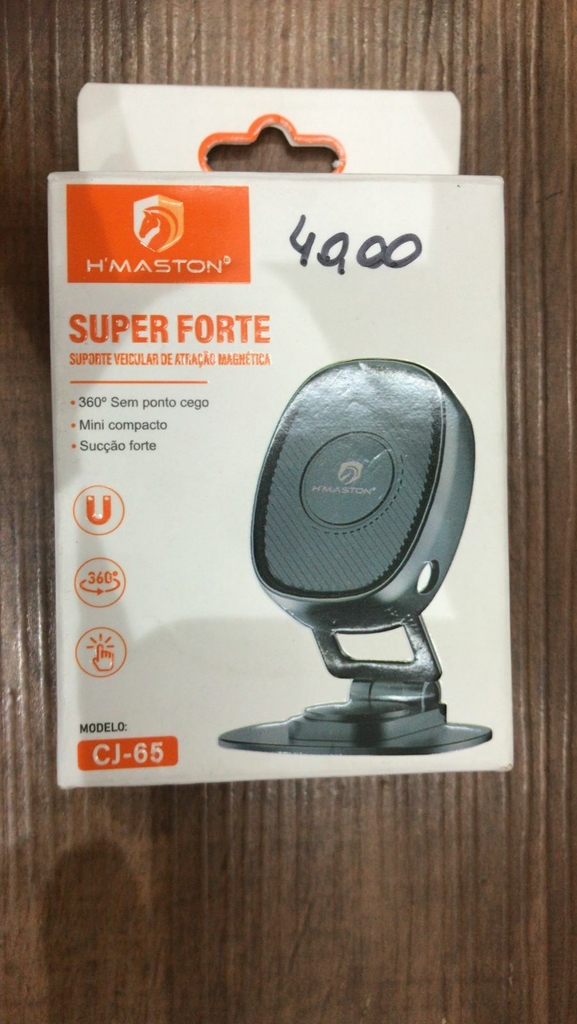 H'MASTON
4900
SUPER FORTE
SUPORTE VEICULAR DE ATRAÇÃO MAGNÉTICA
• 360º Sem ponto cego
• Mini compacto
• Sucção forte
H'MASTON
360°
MODELO:
CJ-65